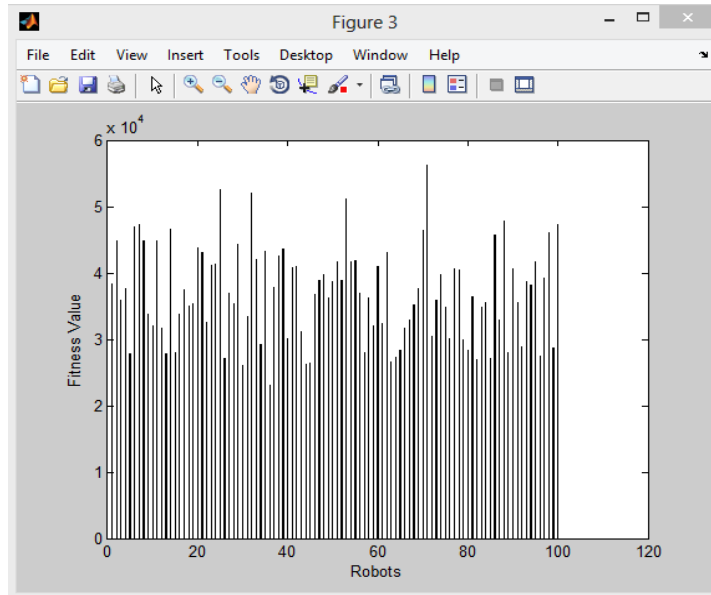 Figure 3
File Edit View Insert Tools Desktop Window Help
x 10^4
6
5
4
3
2
1
0
Fitness Value
0 20 40 60 80 100 120
Robots